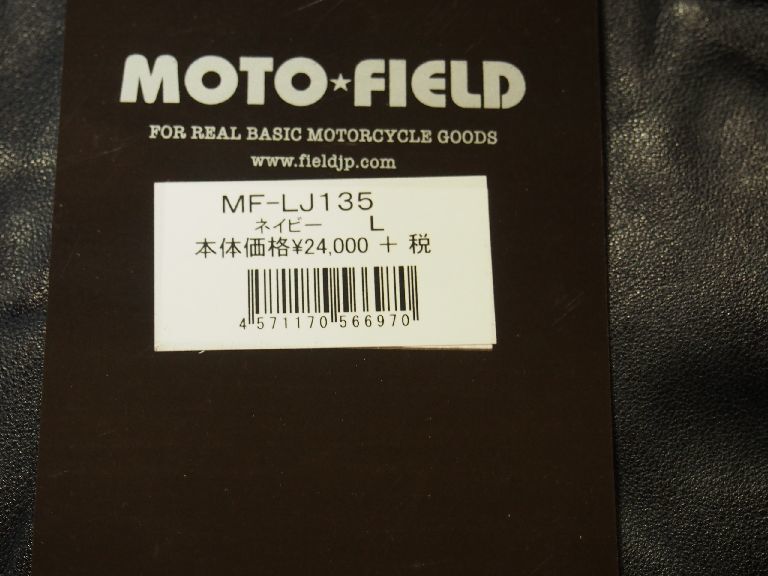 MOTO★FIELD
FOR REAL BASIC MOTORCYCLE GOODS
www.fieldjp.com
MF-LJ135
ネイビー L
本体価格¥24,000 + 税
4 571170 566970